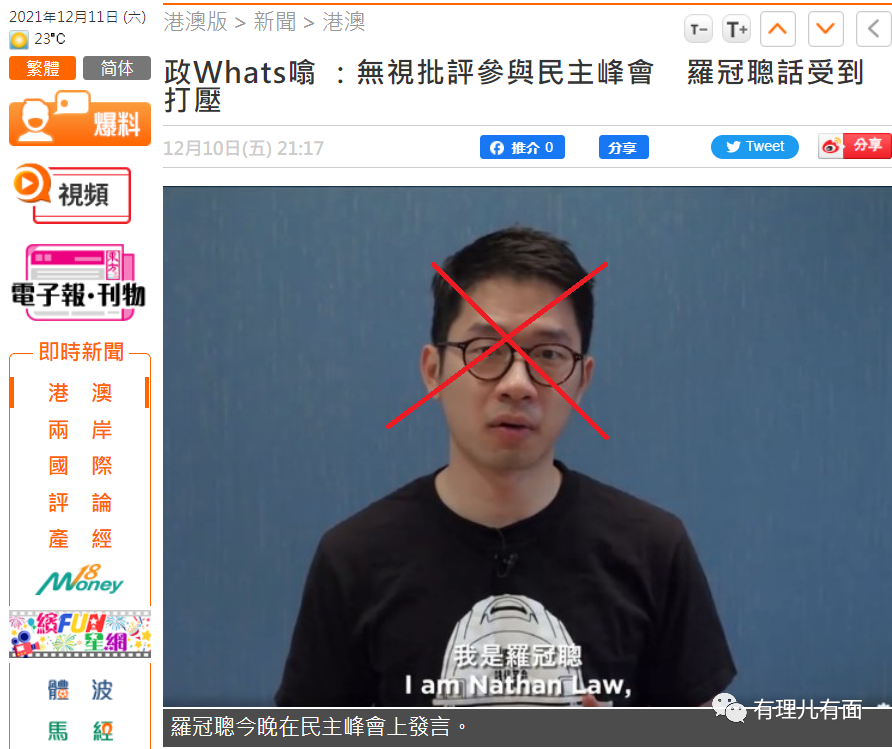 2021年12月11日 (六)
23℃
繁體 简体
爆料
視頻
東方
電子報·刊物
即時新聞
港 澳
兩 岸
國 際
評 論
產 經
18
Money
繽FUN
星網
體 波
馬 經
港澳版 > 新聞 > 港澳
T− T+
政Whats噏 ：無視批評參與民主峰會 羅冠聰話受到
打壓
12月10日(五) 21:17
推介 0
分享
Tweet
分享
我是羅冠聰
I am Nathan Law,
有理儿有面
羅冠聰今晚在民主峰會上發言。